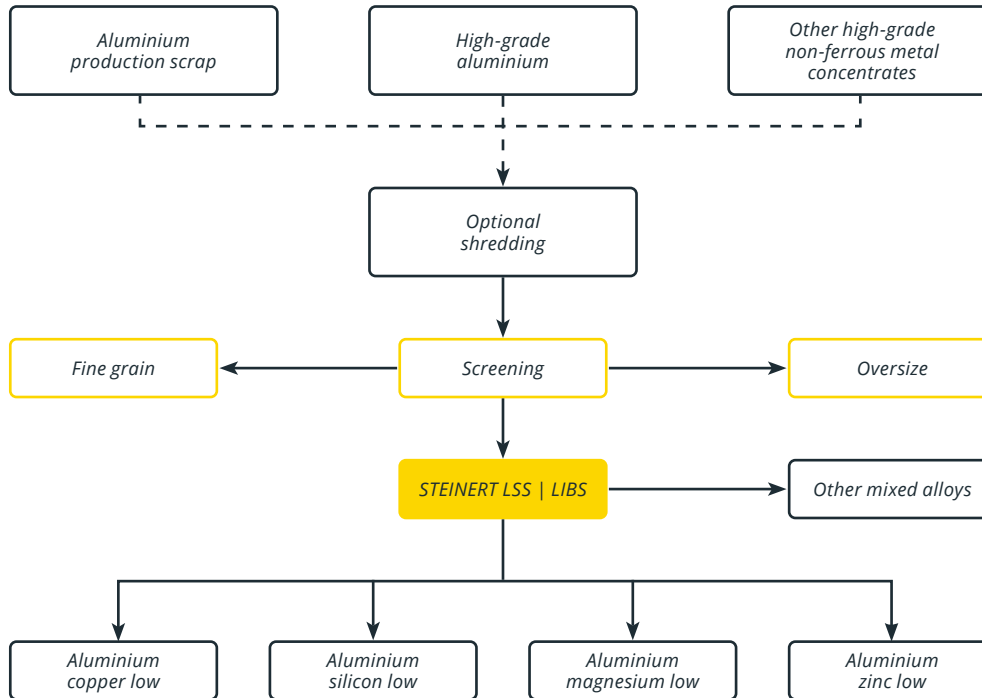 Aluminium
production scrap
High-grade
aluminium
Other high-grade
non-ferrous metal
concentrates
Optional
shredding
Fine grain
Screening
Oversize
STEINERT LSS | LIBS
Other mixed alloys
Aluminium
copper low
Aluminium
silicon low
Aluminium
magnesium low
Aluminium
zinc low